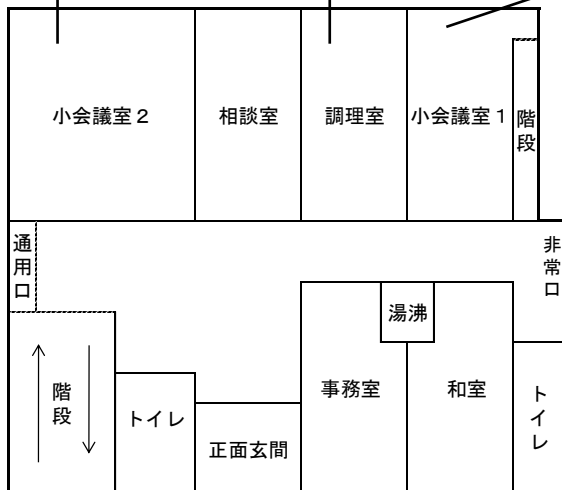 小会議室２
相談室
調理室
小会議室１
階段
通用口
非常口
湯沸
階段
トイレ
正面玄間
事務室
和室
トイレ